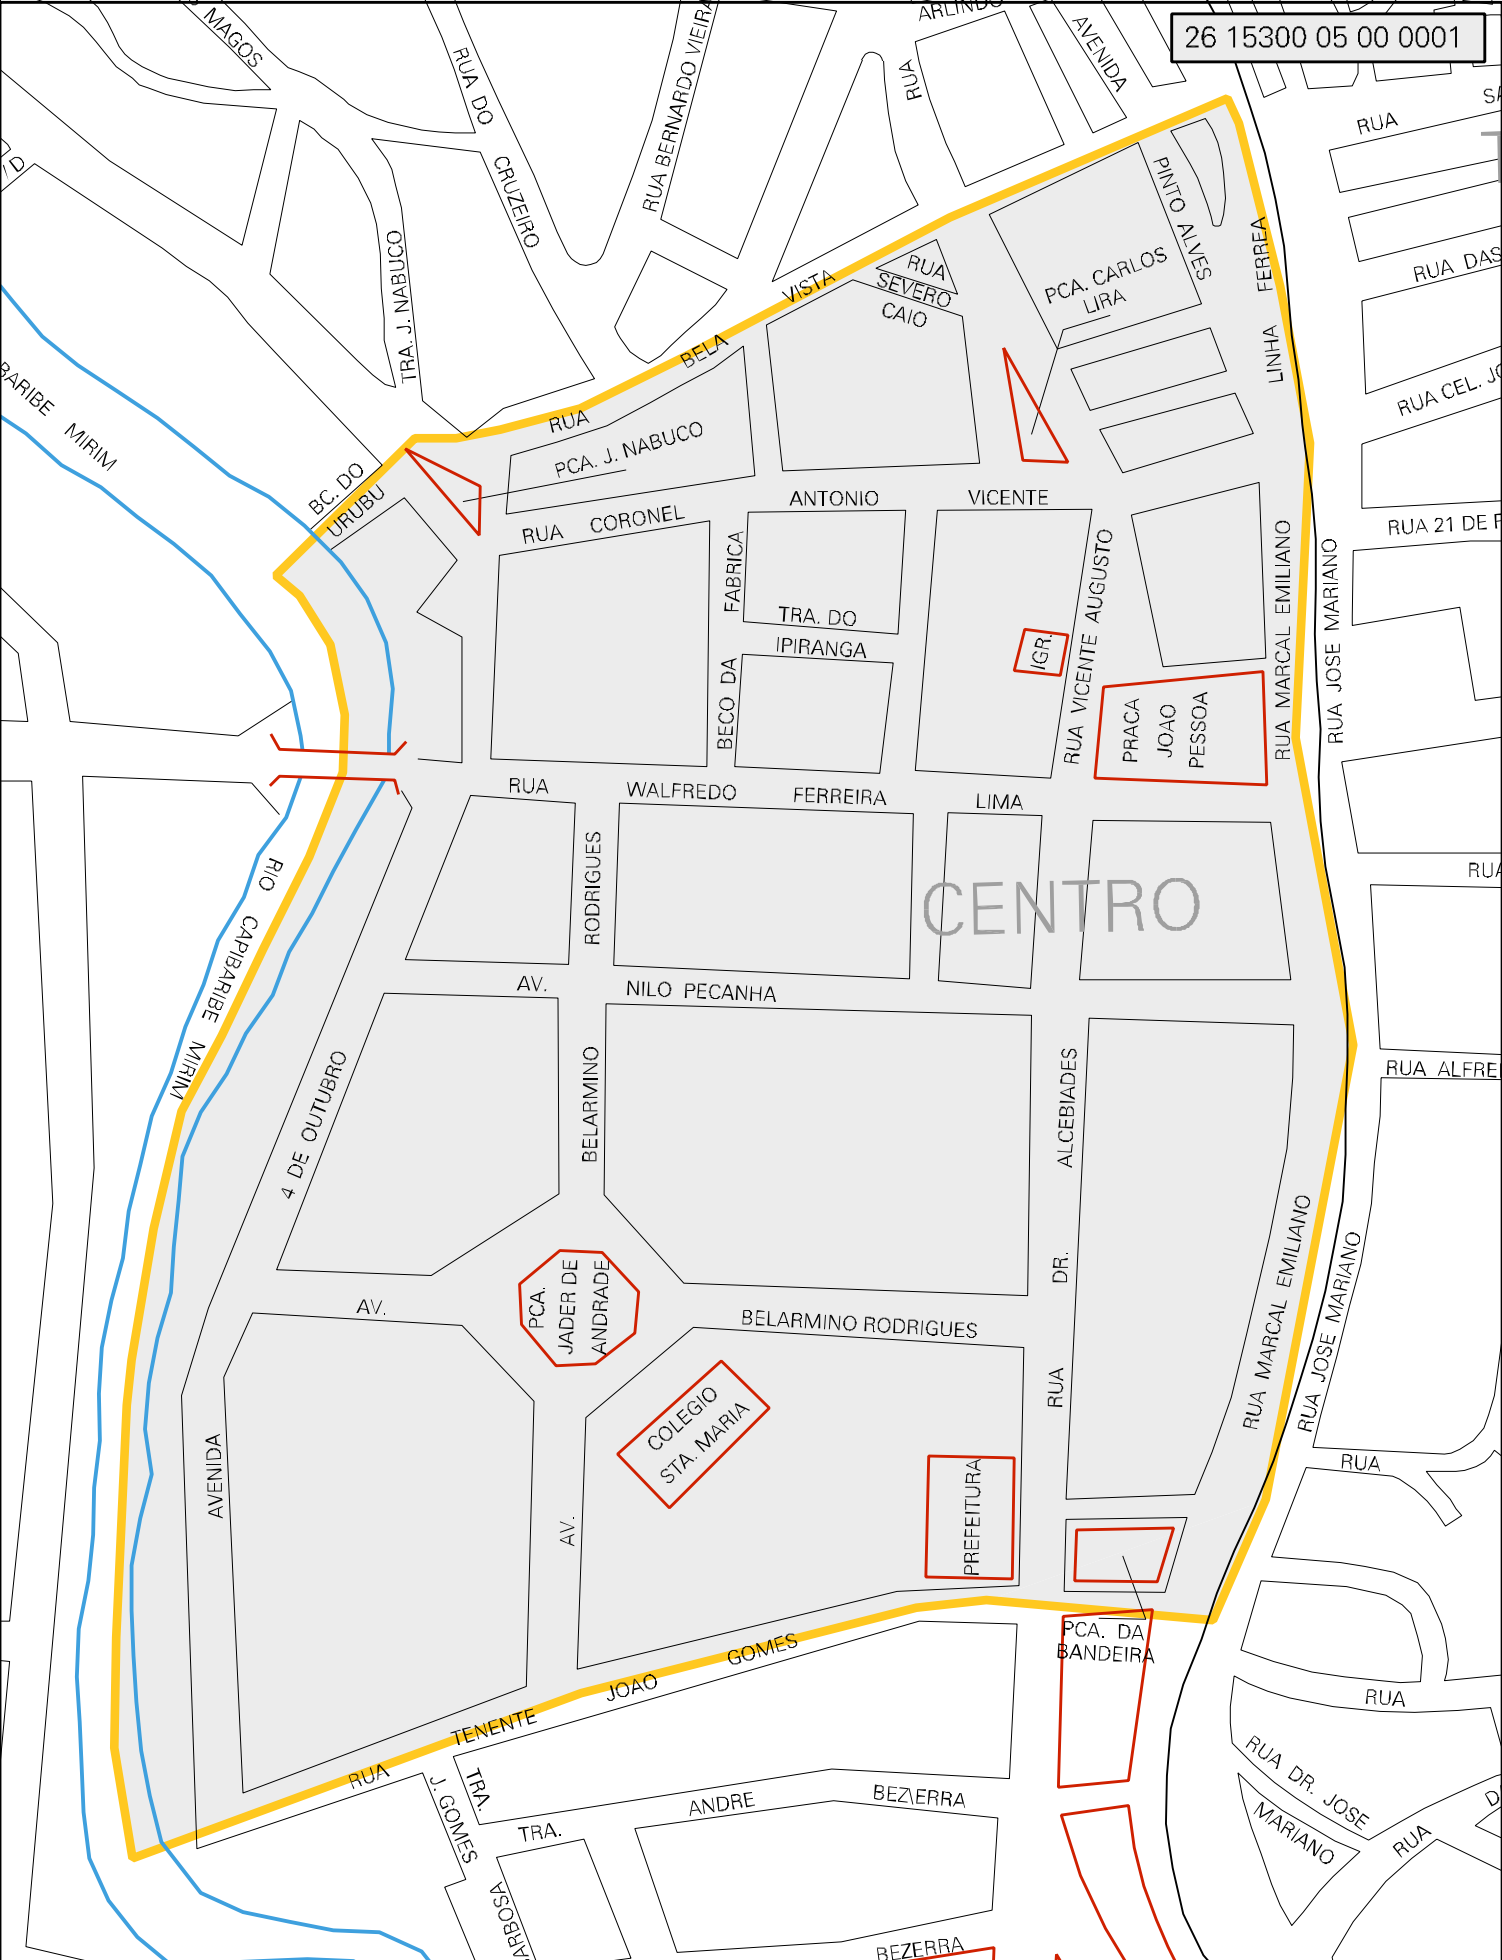 26 15300 05 00 0001
MAGOS
RUA DO
CRUZEIRO
RUA BERNARDO VIEIRA
ARLINDO
RUA
AVENIDA
RUA
RUA DAS
RUA CEL.
RUA 21 DE
TRA. J. NABUCO
MIRIM
BC. DO
URUBU
RUA
BELA
VISTA
RUA
SEVERO
CAIO
PINTO ALVES
PCA. CARLOS
LIRA
LINHA FERREA
PCA. J. NABUCO
RUA CORONEL
ANTONIO
VICENTE
BECO DA
FABRICA
TRA. DO
IPIRANGA
IGR.
RUA VICENTE AUGUSTO
PRACA
JOAO
PESSOA
RUA MARCAL EMILIANO
RUA JOSE MARIANO
RUA WALFREDO FERREIRA LIMA
RIO CAPIBARIBE MIRIM
RODRIGUES
CENTRO
RUA
AV. NILO PECANHA
AVENIDA 4 DE OUTUBRO
BELARMINO
ALCEBIADES
DR.
RUA
RUA ALFRE
PCA.
JADER DE
ANDRADE
AV. BELARMINO RODRIGUES
RUA MARCAL EMILIANO
RUA JOSE MARIANO
COLEGIO
STA. MARIA
AV.
PREFEITURA
RUA
PCA. DA
BANDEIRA
RUA TENENTE JOAO GOMES
RUA
RUA DR. JOSE
MARIANO
RUA
TRA.
J. GOMES
TRA.
ANDRE
BEZERRA
BEZERRA